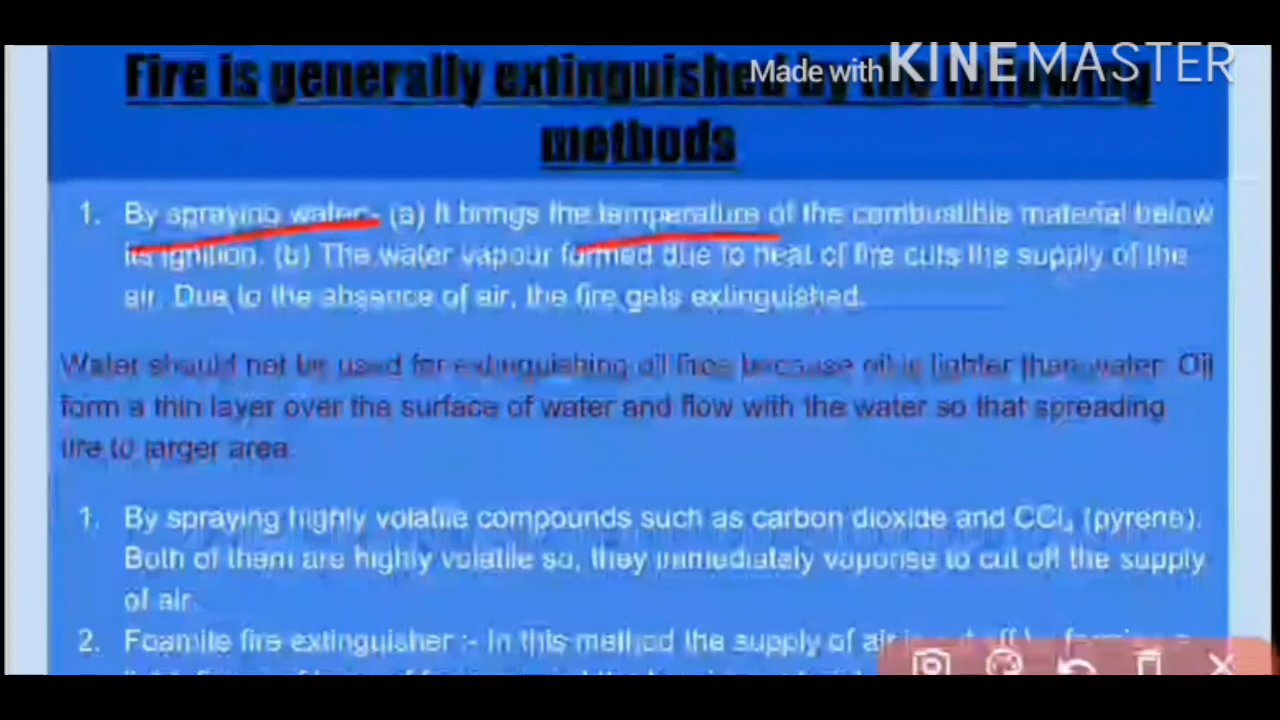 Made with KINEMASTER
Fire is generally extinguished by the following
methods
1. By spraying water:- (a) It brings the temperature of the combustible material below
its ignition. (b) The water vapour formed due to heat of fire cuts the supply of the
air. Due to the absence of air, the fire gets extinguished.
Water should not be used for extinguishing oil fires because oil is lighter than water. Oil
form a thin layer over the surface of water and flow with the water so that spreading
fire to larger area.
1. By spraying highly volatile compounds such as carbon dioxide and CCl₄ (pyrene).
Both of them are highly volatile so, they immediately vaporise to cut off the supply
of air.
2. Foamite fire extinguisher :- In this method the supply of air